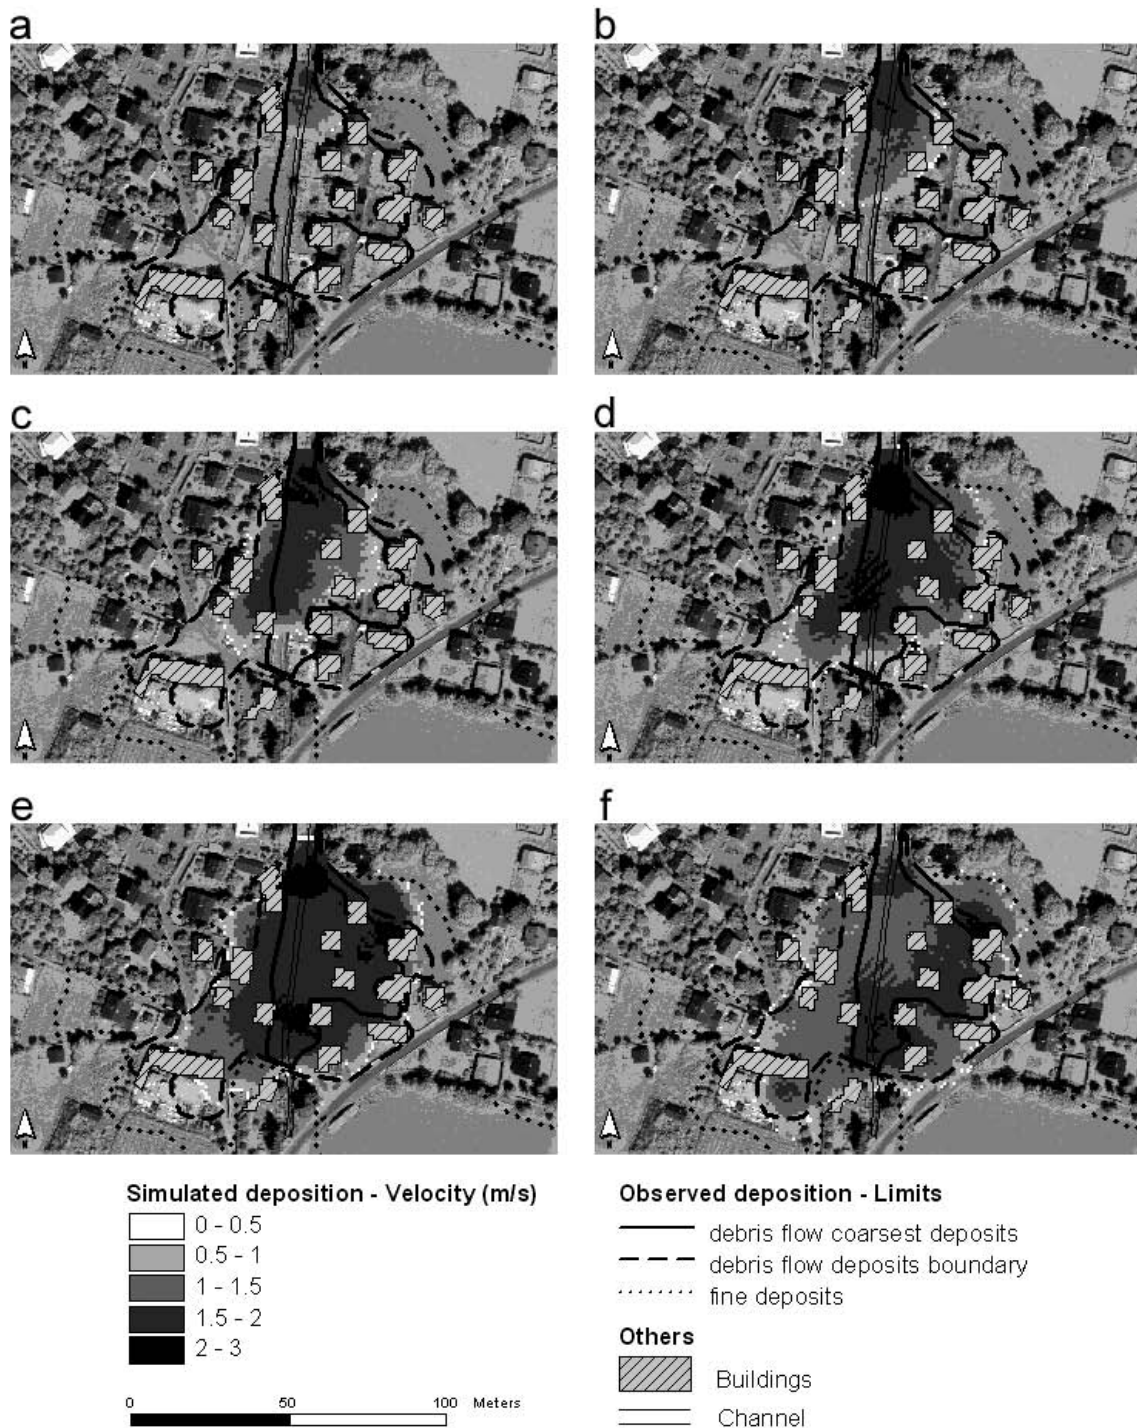 a
b
c
d
e
f
Simulated deposition - Velocity (m/s)
0 - 0.5
0.5 - 1
1 - 1.5
1.5 - 2
2 - 3
0 50 100 Meters
Observed deposition - Limits
debris flow coarsest deposits
debris flow deposits boundary
fine deposits
Others
Buildings
Channel